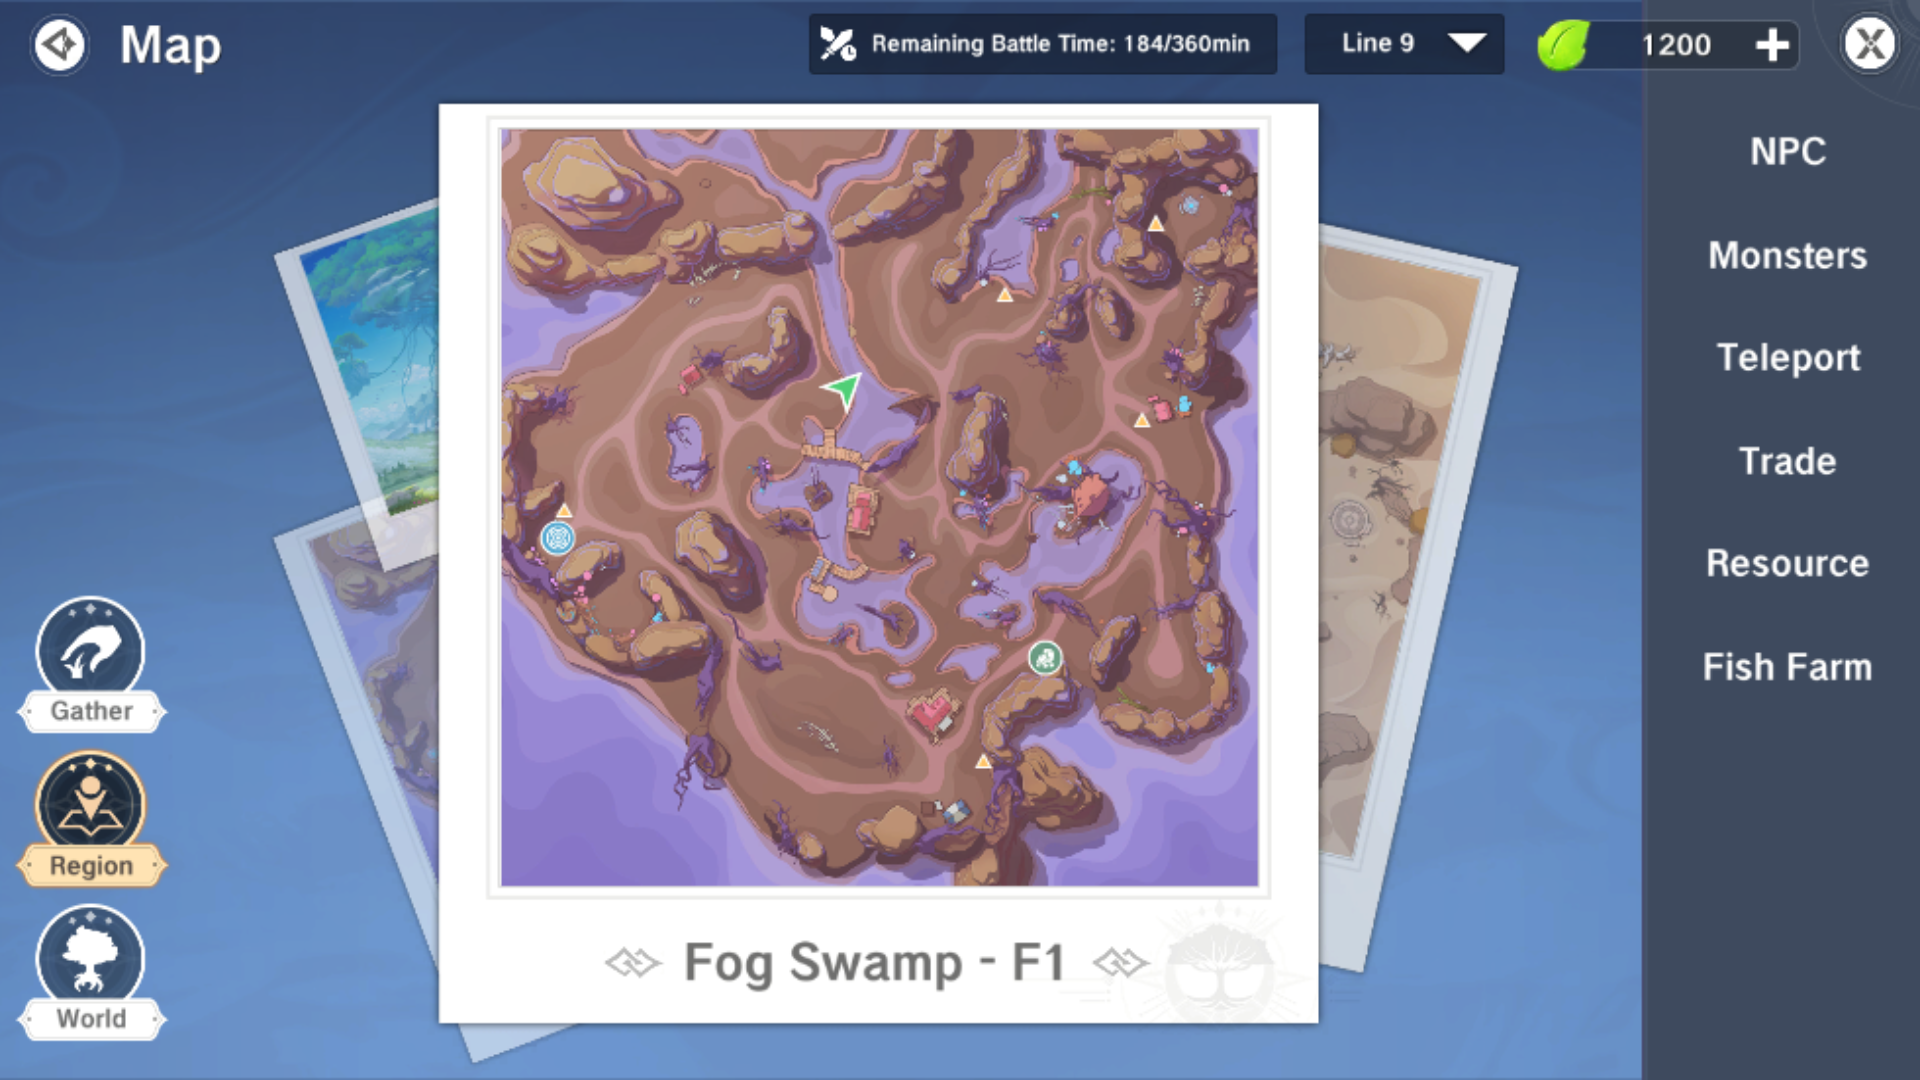 Map
Remaining Battle Time: 184/360min
Line 9
1200
X
NPC
Monsters
Teleport
Trade
Resource
Fish Farm
Gather
Region
World
Fog Swamp - F1